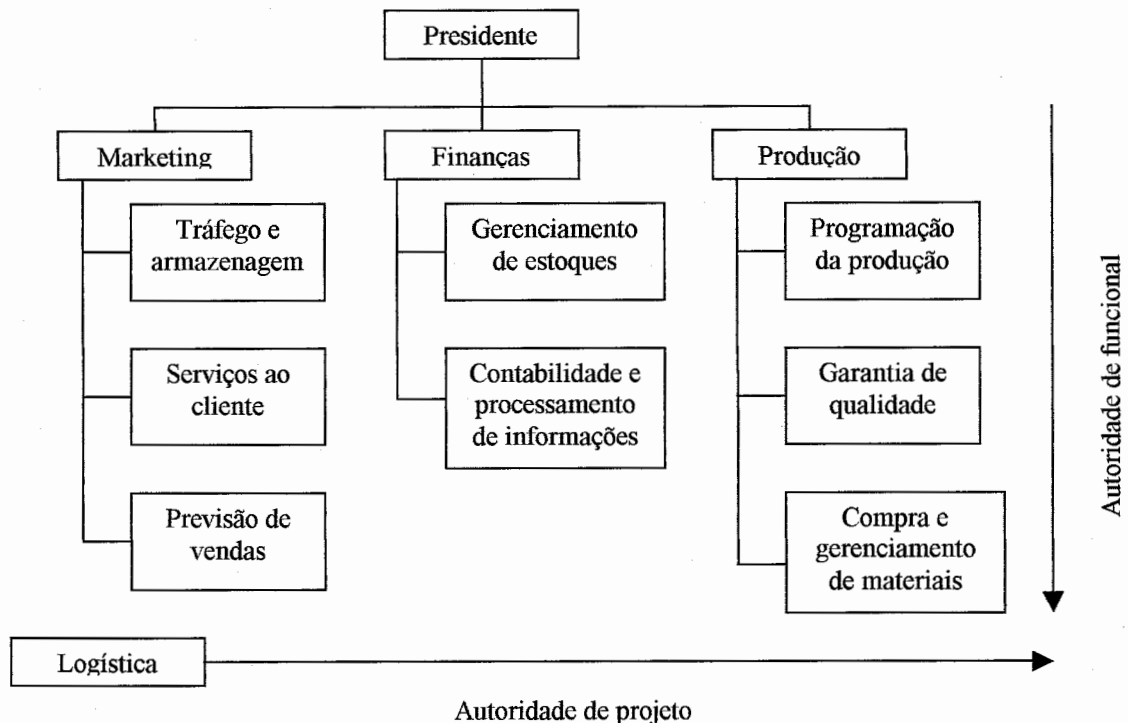 Presidente
Marketing
Finanças
Produção
Tráfego e
armazenagem
Gerenciamento
de estoques
Programação
da produção
Serviços ao
cliente
Contabilidade e
processamento
de informações
Garantia de
qualidade
Previsão de
vendas
Compra e
gerenciamento
de materiais
Autoridade de funcional
Logística
Autoridade de projeto